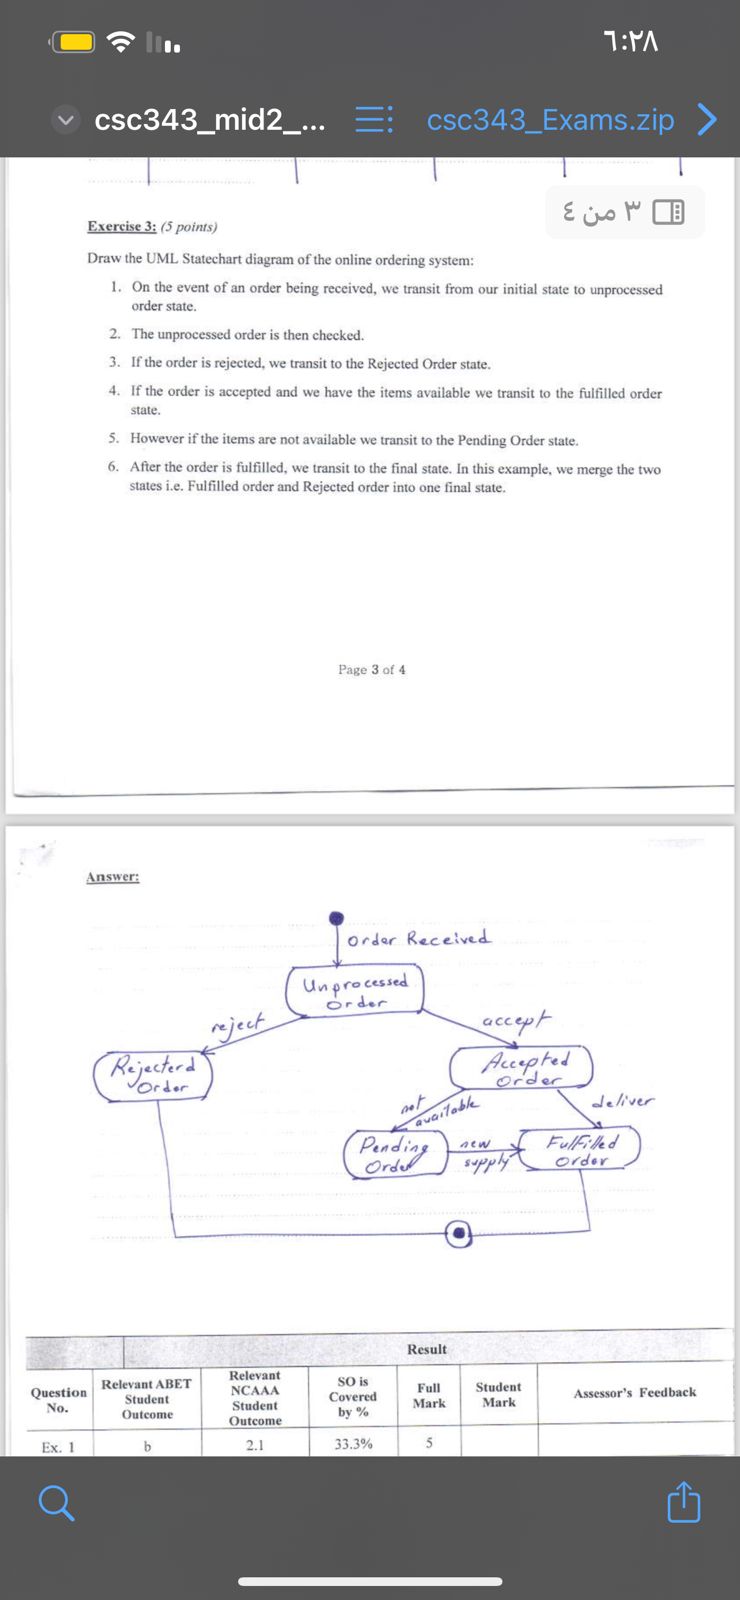 ٦:٢٨
csc343_mid2_...
csc343_Exams.zip
٣ من ٤
Exercise 3: (5 points)
Draw the UML Statechart diagram of the online ordering system:
1. On the event of an order being received, we transit from our initial state to unprocessed
order state.
2. The unprocessed order is then checked.
3. If the order is rejected, we transit to the Rejected Order state.
4. If the order is accepted and we have the items available we transit to the fulfilled order
state.
5. However if the items are not available we transit to the Pending Order state.
6. After the order is fulfilled, we transit to the final state. In this example, we merge the two
states i.e. Fulfilled order and Rejected order into one final state.
Page 3 of 4
Answer:
Order Received
Unprocessed
Order
reject
accept
Rejecterd
Order
Accepted
Order
not
available
deliver
Pending
Order
new
supply
FulFilled
Order
Result
Question
No.
Relevant ABET
Student
Outcome
Relevant
NCAAA
Student
Outcome
SO is
Covered
by %
Full
Mark
Student
Mark
Assessor's Feedback
Ex. 1
b
2.1
33.3%
5